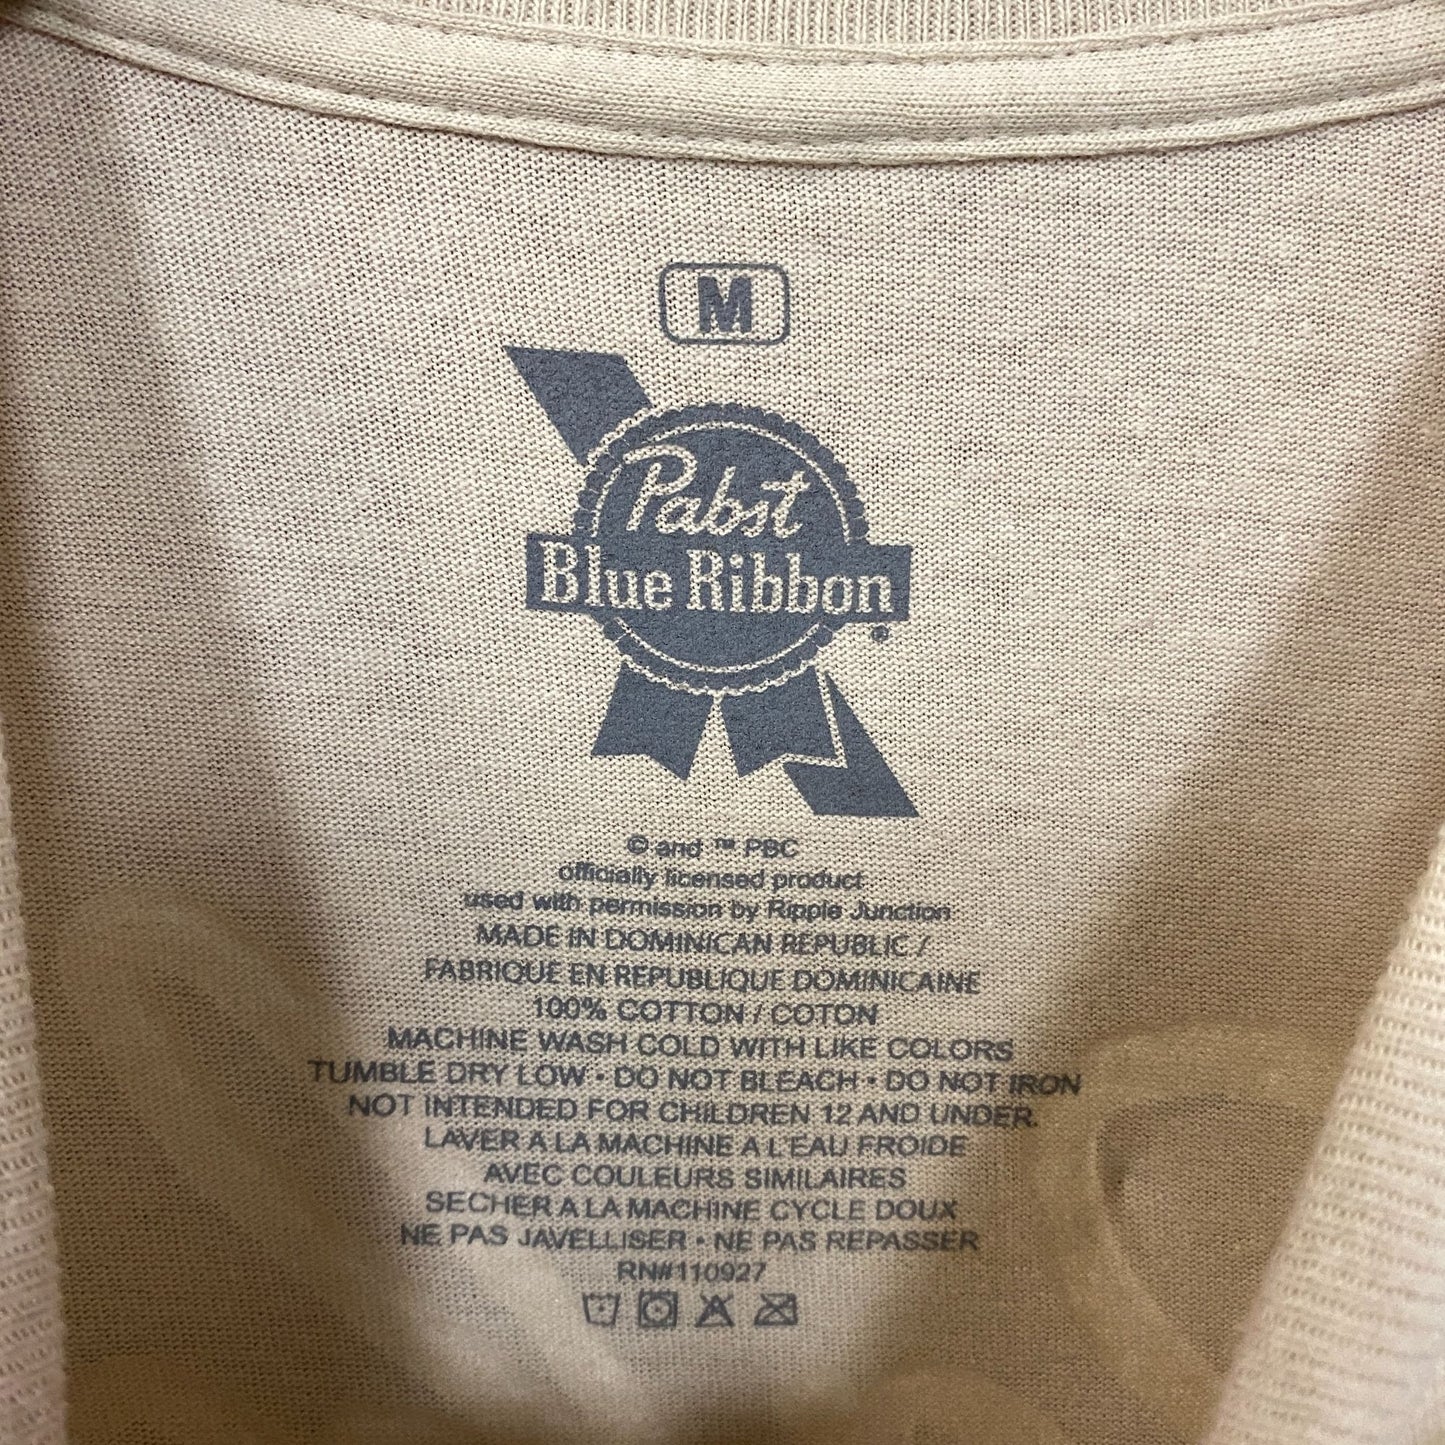 M
Pabst
Blue Ribbon
®
© and ™ PBC
officially licensed product
used with permission by Ripple Junction
MADE IN DOMINICAN REPUBLIC /
FABRIQUE EN REPUBLIQUE DOMINICAINE
100% COTTON / COTON
MACHINE WASH COLD WITH LIKE COLORS
TUMBLE DRY LOW • DO NOT BLEACH • DO NOT IRON
NOT INTENDED FOR CHILDREN 12 AND UNDER.
LAVER A LA MACHINE A L'EAU FROIDE
AVEC COULEURS SIMILAIRES
SECHER A LA MACHINE CYCLE DOUX
NE PAS JAVELLISER • NE PAS REPASSER
RN#110927